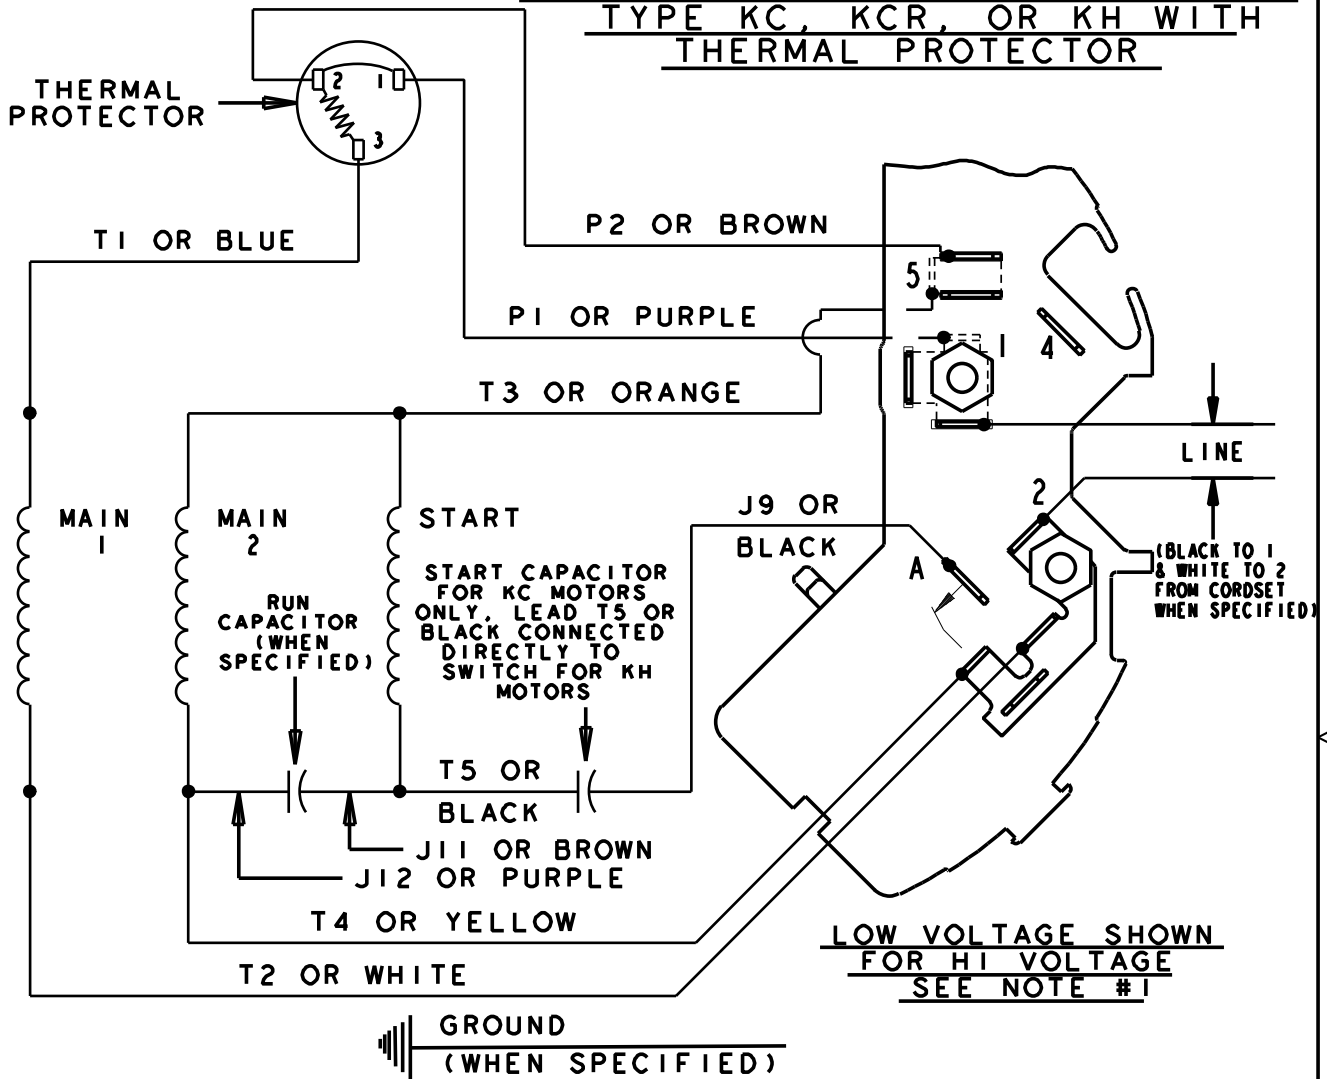 TYPE KC, KCR, OR KH WITH
THERMAL PROTECTOR
THERMAL
PROTECTOR
2
1
3
T1 OR BLUE
P2 OR BROWN
5
P1 OR PURPLE
1
4
T3 OR ORANGE
LINE
MAIN
1
MAIN
2
START
J9 OR
BLACK
2
A
(BLACK TO 1
& WHITE TO 2
FROM CORDSET
WHEN SPECIFIED)
START CAPACITOR
FOR KC MOTORS
ONLY, LEAD T5 OR
BLACK CONNECTED
DIRECTLY TO
SWITCH FOR KH
MOTORS
RUN
CAPACITOR
(WHEN
SPECIFIED)
T5 OR
BLACK
J11 OR BROWN
J12 OR PURPLE
T4 OR YELLOW
T2 OR WHITE
LOW VOLTAGE SHOWN
FOR HI VOLTAGE
SEE NOTE #1
GROUND
(WHEN SPECIFIED)